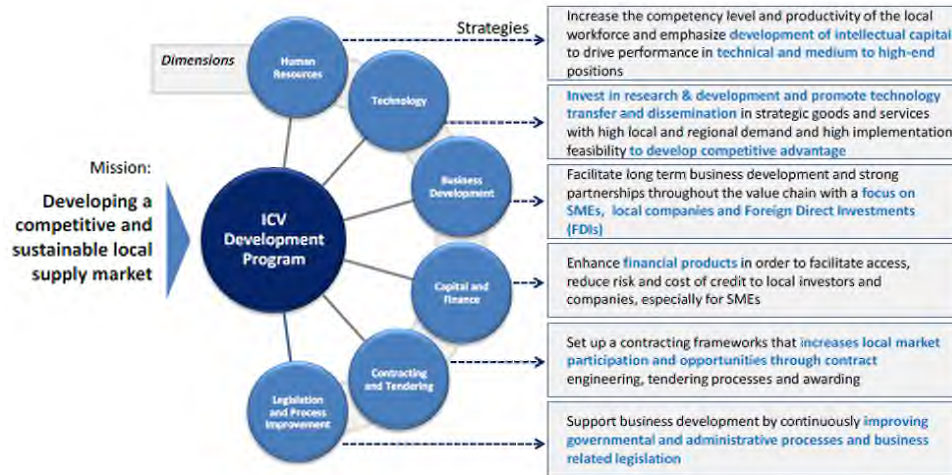 Strategies
Dimensions
Mission:
Developing a
competitive and
sustainable local
supply market
ICV
Development
Program
Human
Resources
Increase the competency level and productivity of the local
workforce and emphasize development of intellectual capital
to drive performance in technical and medium to high-end
positions
Technology
Invest in research & development and promote technology
transfer and dissemination in strategic goods and services
with high local and regional demand and high implementation
feasibility to develop competitive advantage
Business
Development
Facilitate long term business development and strong
partnerships throughout the value chain with a focus on
SMEs, local companies and Foreign Direct Investments
(FDIs)
Capital and
Finance
Enhance financial products in order to facilitate access,
reduce risk and cost of credit to local investors and
companies, especially for SMEs
Contracting
and Tendering
Set up a contracting frameworks that increases local market
participation and opportunities through contract
engineering, tendering processes and awarding
Legislation
and Process
Improvement
Support business development by continuously improving
governmental and administrative processes and business
related legislation